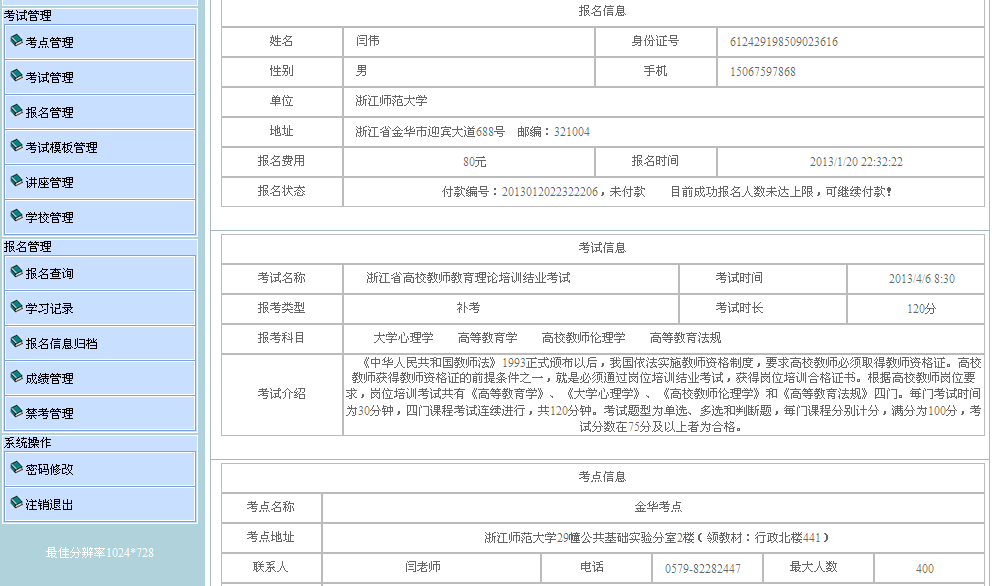 考试管理
考点管理
考试管理
报名管理
考试模板管理
讲座管理
学校管理
报名管理
报名查询
学习记录
报名信息归档
成绩管理
禁考管理
系统操作
密码修改
注销退出
最佳分辨率1024*728
报名信息
姓名 闫伟 身份证号 612429198509023616
性别 男 手机 15067597868
单位 浙江师范大学
地址 浙江省金华市迎宾大道688号 邮编：321004
报名费用 80元 报名时间 2013/1/20 22:32:22
报名状态 付款编号：2013012022322206，未付款 目前成功报名人数未达上限，可继续付款！
考试信息
考试名称 浙江省高校教师教育理论培训结业考试 考试时间 2013/4/6 8:30
报考类型 补考 考试时长 120分
报考科目 大学心理学 高等教育学 高校教师伦理学 高等教育法规
考试介绍
《中华人民共和国教师法》1993正式颁布以后，我国依法实施教师资格制度，要求高校教师必须取得教师资格证。高校
教师获得教师资格证的前提条件之一，就是必须通过岗位培训结业考试，获得岗位培训合格证书。根据高校教师岗位要
求，岗位培训考试共有《高等教育学》、《大学心理学》、《高校教师伦理学》和《高等教育法规》四门。每门考试时间
为30分钟，四门课程考试连续进行，共120分钟。考试题型为单选、多选和判断题，每门课程分别计分，满分为100分，考
试分数在75分及以上者为合格。
考点信息
考点名称 金华考点
考点地址 浙江师范大学29幢公共基础实验分室2楼（领教材：行政北楼441）
联系人 闫老师 电话 0579-82282447 最大人数 400